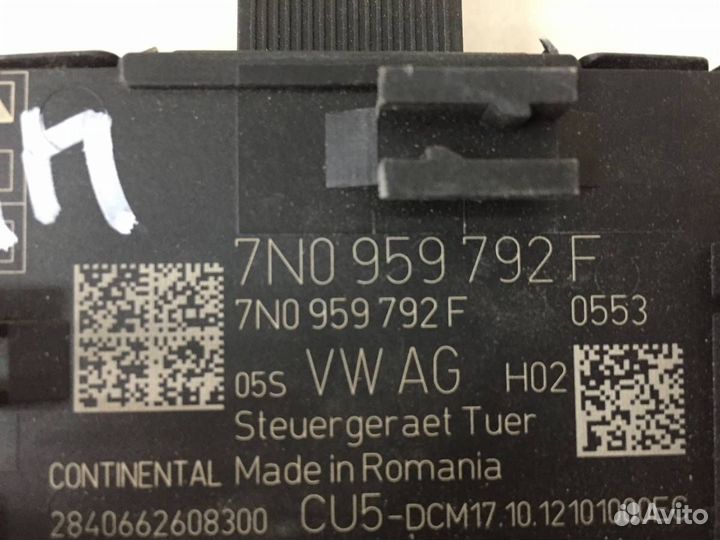 7N0 959 792 F
7N0 959 792 F 0553
05S VW AG H02
Steuergeraet Tuer
CONTINENTAL Made in Romania
2840662608300 CU5-DCM17.10.12
Avito